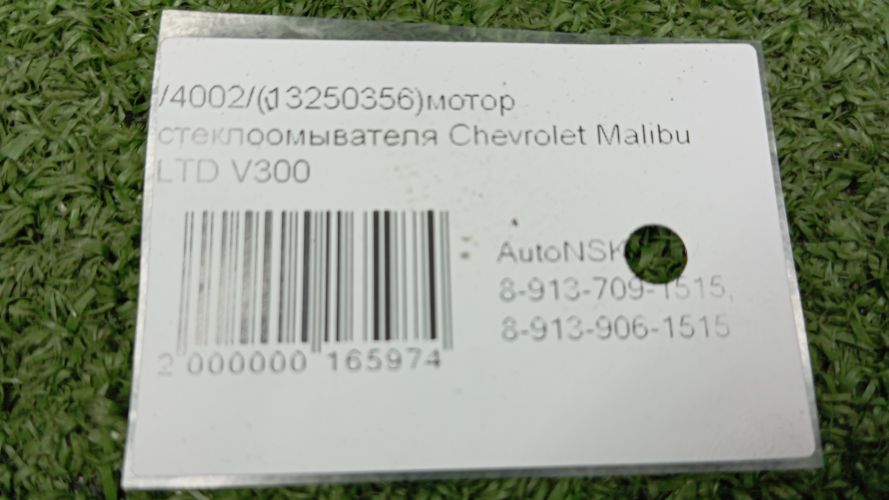 /4002/(13250356)мотор
стеклоомывателя Chevrolet Malibu
LTD V300
AutoNSK
8-913-709-1515,
8-913-906-1515
2 000000 165974